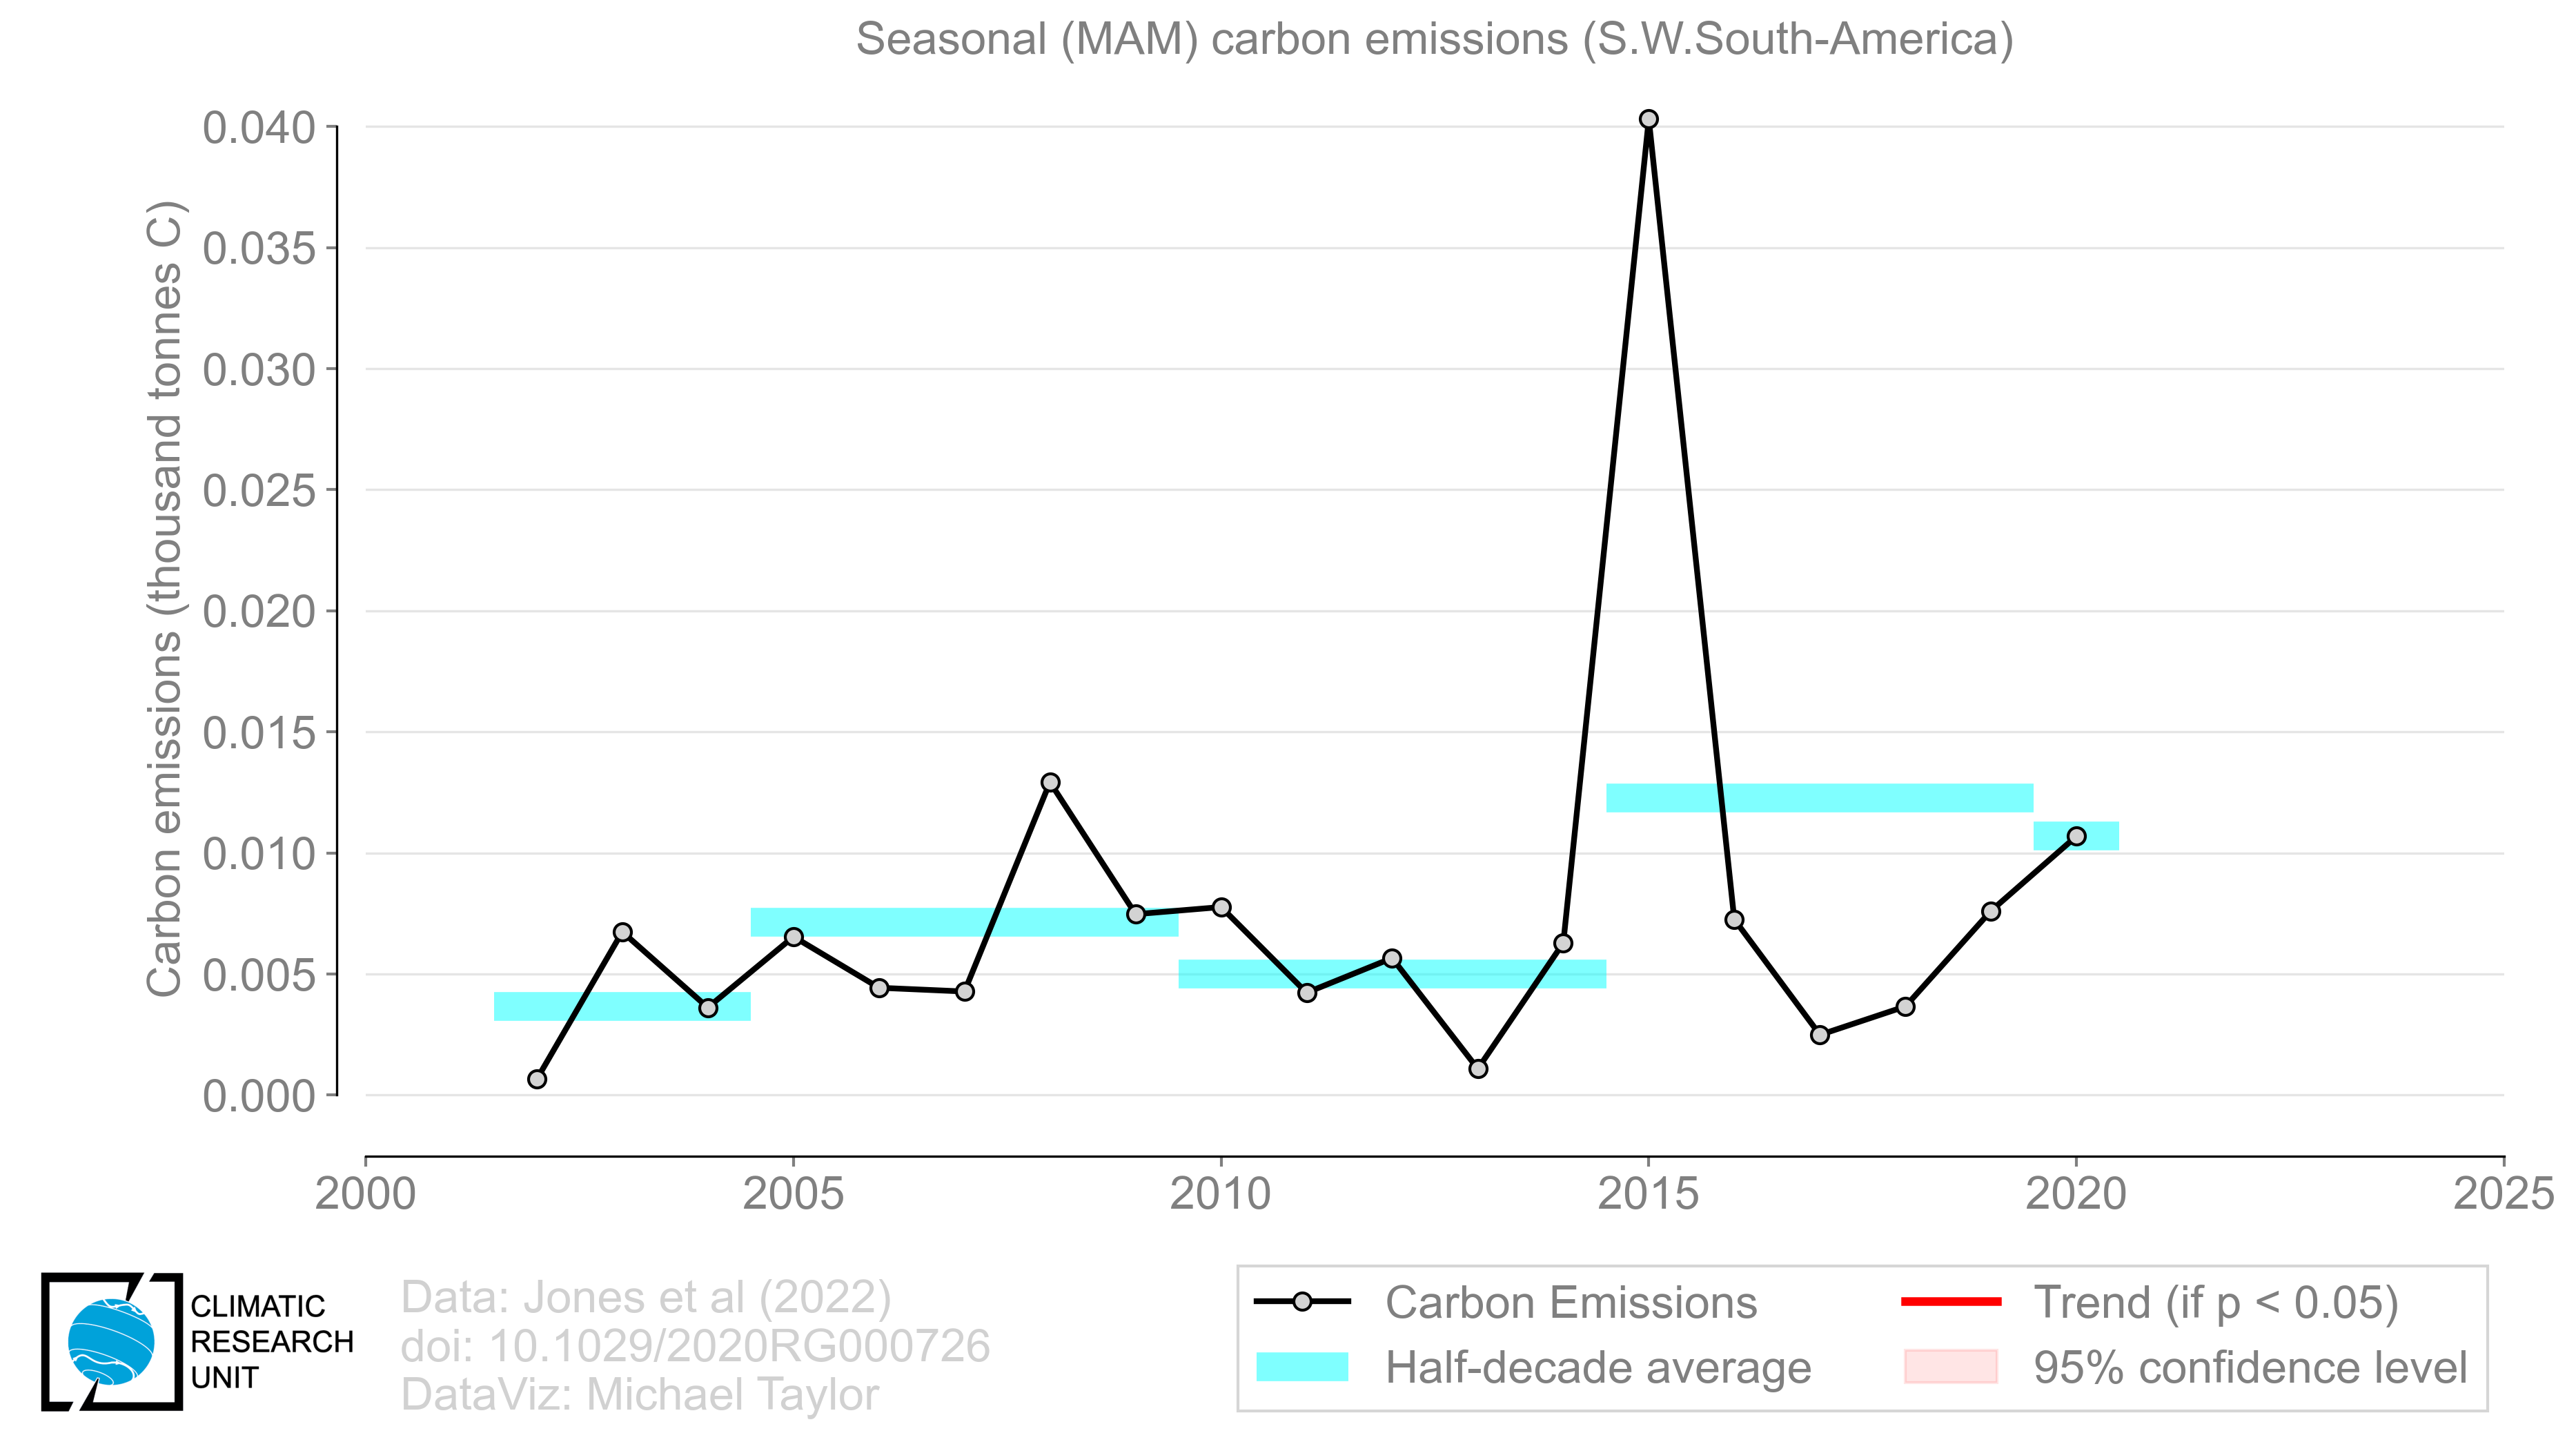 Seasonal (MAM) carbon emissions (S.W.South-America)
Carbon emissions (thousand tonnes C)
0.040
0.035
0.030
0.025
0.020
0.015
0.010
0.005
0.000
2000 2005 2010 2015 2020 2025
CLIMATIC
RESEARCH
UNIT
Data: Jones et al (2022)
doi: 10.1029/2020RG000726
DataViz: Michael Taylor
Carbon Emissions
Half-decade average
Trend (if p < 0.05)
95% confidence level